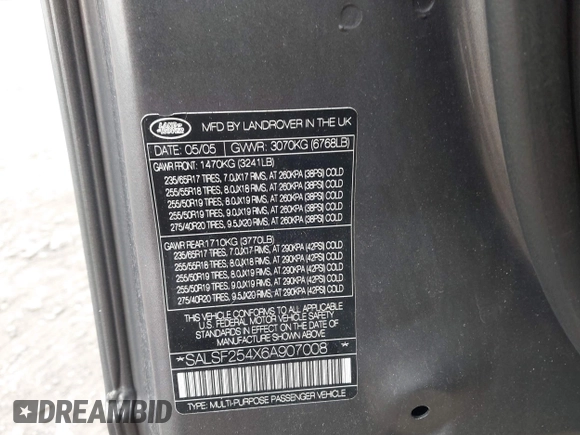 LAND ROVER
MFD BY LANDROVER IN THE UK
DATE: 05/05 GVWR: 3070KG (6768LB)
GAWR FRONT: 1470KG (3241LB)
235/65R17 TIRES, 7.0JX17 RIMS, AT 260KPA (38PSI) COLD
255/55R18 TIRES, 8.0JX18 RIMS, AT 260KPA (38PSI) COLD
255/50R19 TIRES, 8.0JX19 RIMS, AT 260KPA (38PSI) COLD
255/50R19 TIRES, 9.0JX19 RIMS, AT 260KPA (38PSI) COLD
275/40R20 TIRES, 9.5JX20 RIMS, AT 260KPA (38PSI) COLD
GAWR REAR:1710KG (3770LB)
235/65R17 TIRES, 7.0JX17 RIMS, AT 290KPA (42PSI) COLD
255/55R18 TIRES, 8.0JX18 RIMS, AT 290KPA (42PSI) COLD
255/50R19 TIRES, 8.0JX19 RIMS, AT 290KPA (42PSI) COLD
255/50R19 TIRES, 9.0JX19 RIMS, AT 290KPA (42PSI) COLD
275/40R20 TIRES, 9.5JX20 RIMS, AT 290KPA (42PSI) COLD
THIS VEHICLE CONFORMS TO ALL APPLICABLE
U.S. FEDERAL MOTOR VEHICLE SAFETY
STANDARDS IN EFFECT ON THE DATE OF
MANUFACTURE SHOWN ABOVE.
*SALSF254X6A907008*
TYPE: MULTI-PURPOSE PASSENGER VEHICLE
DREAMBID